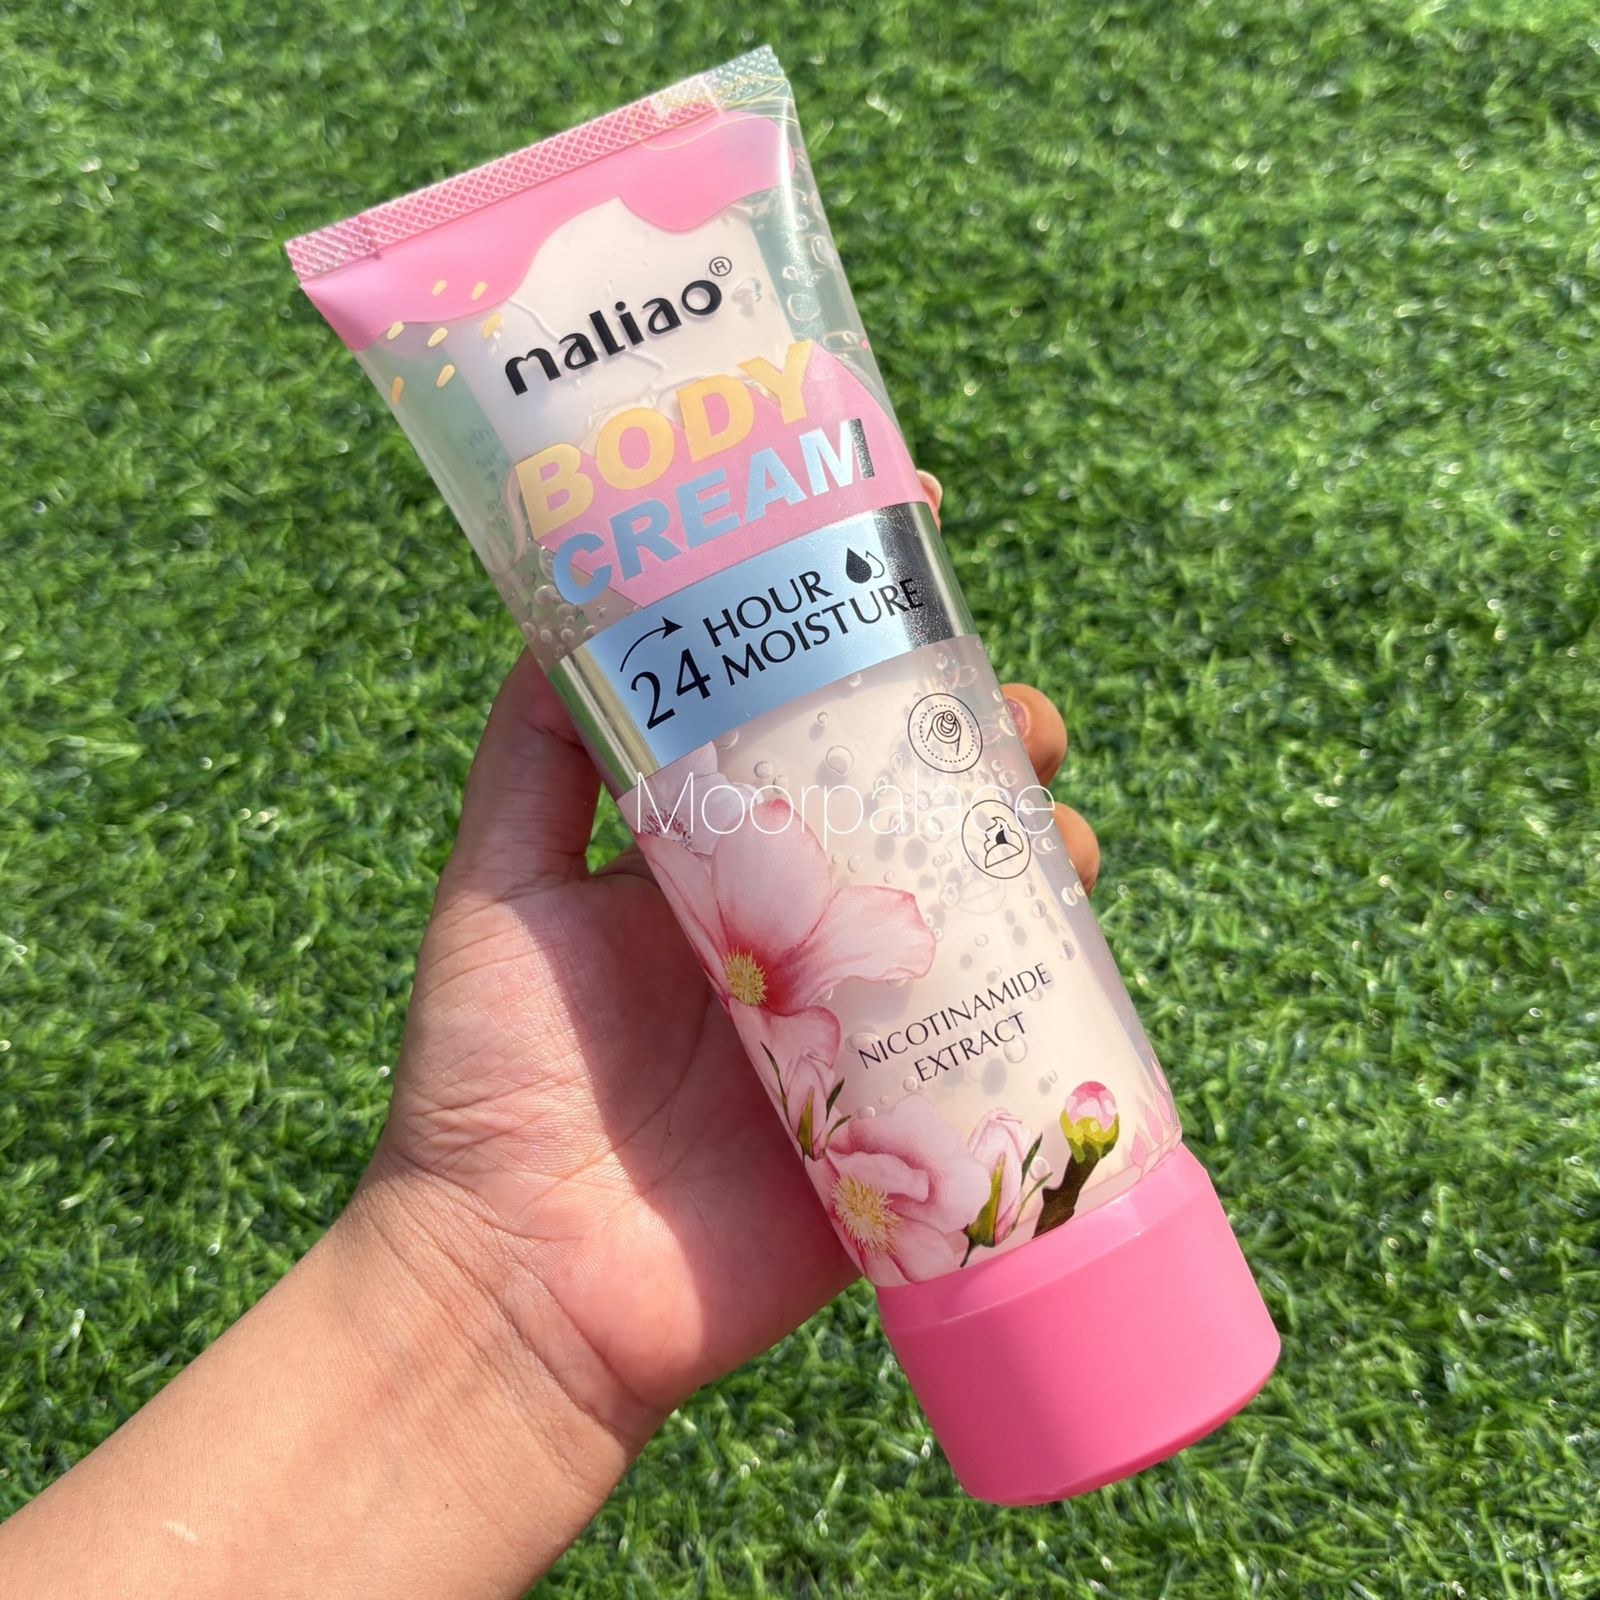 maliao®
BODY
CREAM
24 HOUR
MOISTURE
Moorpalace
NICOTINAMIDE
EXTRACT